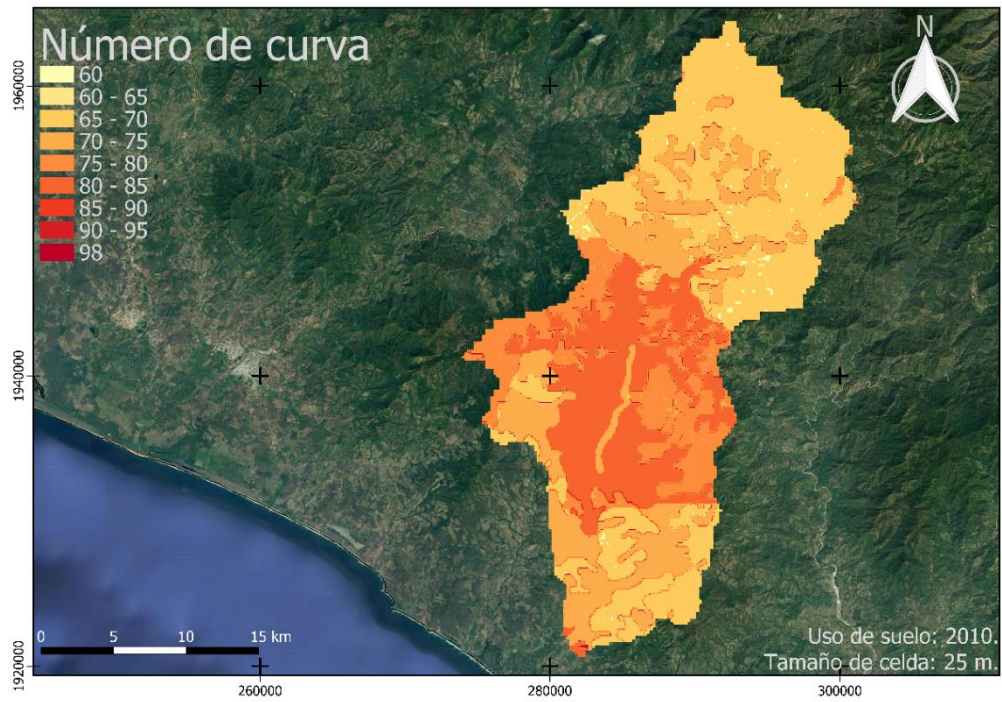 Número de curva
N
60
60 - 65
65 - 70
70 - 75
75 - 80
80 - 85
85 - 90
90 - 95
98
1960000
1940000
1920000
0 5 10 15 km
Uso de suelo: 2010.
Tamaño de celda: 25 m.
260000 280000 300000